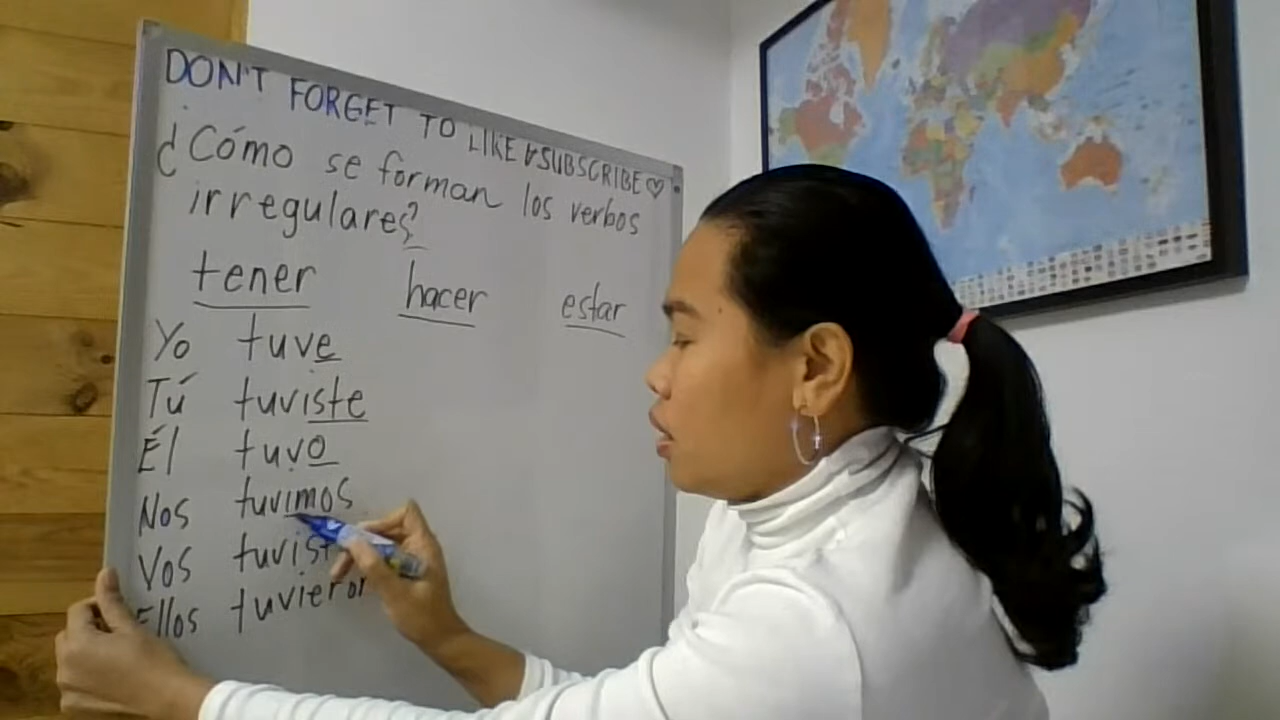 DON'T FORGET TO LIKE & SUBSCRIBE ♡
¿Cómo se forman los verbos
irregulares?
tener hacer estar
Yo tuve
Tú tuviste
Él tuvo
Nos tuvimos
Vos
Ellos